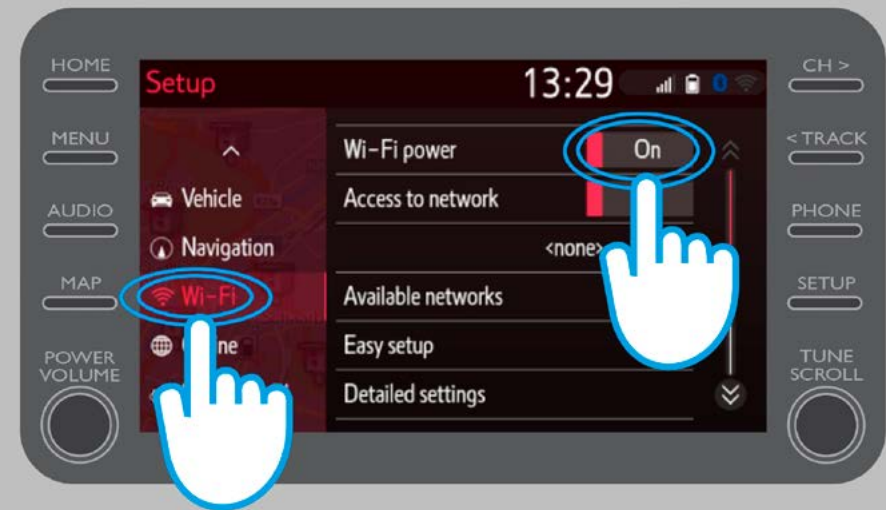 HOME
MENU
AUDIO
MAP
POWER
VOLUME
Setup
13:29
Vehicle
Navigation
Wi-Fi
Wi-Fi power
On
Access to network
<none>
Available networks
Easy setup
Detailed settings
CH >
< TRACK
PHONE
SETUP
TUNE
SCROLL